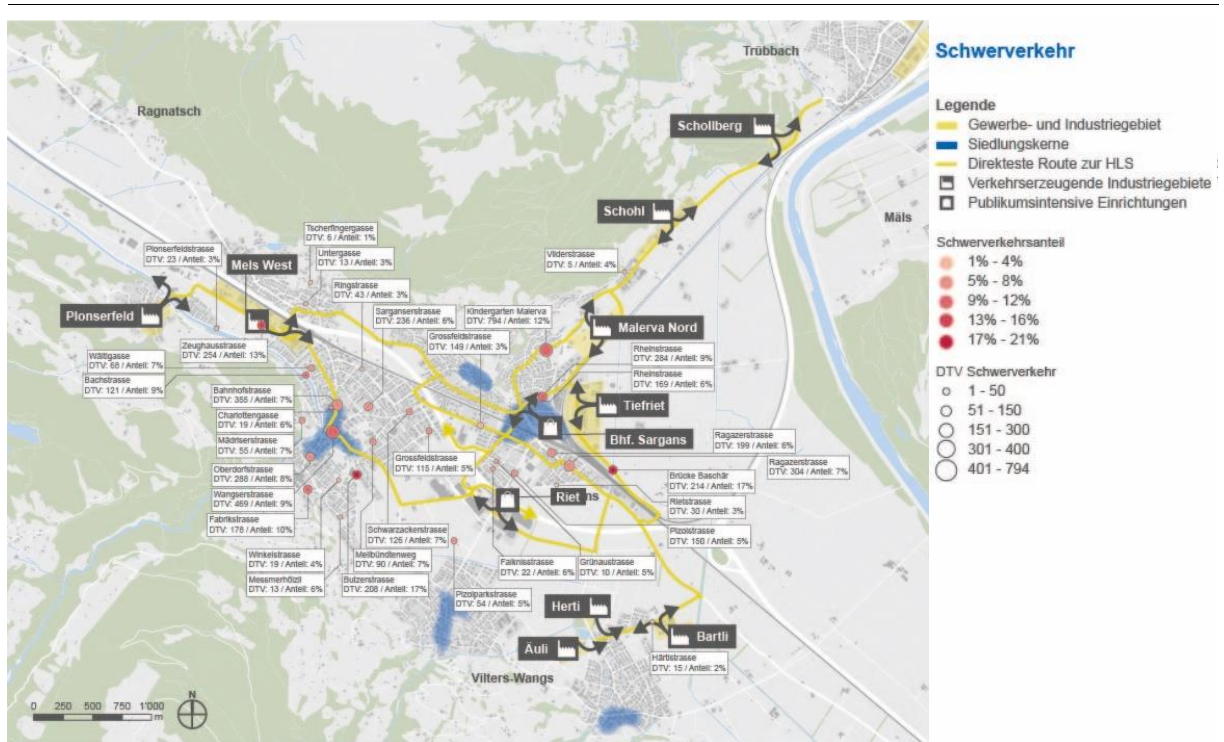 Trübbach
Ragnatsch
Schollberg
Schohl
Mäls
Tscherfingergasse
DTV: 6 / Anteil: 1%
Plonserfeldstrasse
DTV: 23 / Anteil: 3%
Mels West
Untergasse
DTV: 13 / Anteil: 3%
Vilderstrasse
DTV: 5 / Anteil: 4%
Ringstrasse
DTV: 43 / Anteil: 3%
Plonserfeld
Sarganserstrasse
DTV: 236 / Anteil: 6%
Kindergarten Malerva
DTV: 794 / Anteil: 12%
Malerva Nord
Grossfeldstrasse
DTV: 149 / Anteil: 3%
Zeughausstrasse
DTV: 254 / Anteil: 13%
Rheinstrasse
DTV: 284 / Anteil: 9%
Wältigasse
DTV: 68 / Anteil: 7%
Rheinstrasse
DTV: 169 / Anteil: 6%
Bachstrasse
DTV: 121 / Anteil: 9%
Bahnhofstrasse
DTV: 355 / Anteil: 7%
Tiefriet
Charlottengasse
DTV: 19 / Anteil: 6%
Bhf. Sargans
Mädriserstrasse
DTV: 55 / Anteil: 7%
Ragazerstrasse
DTV: 199 / Anteil: 6%
Grossfeldstrasse
DTV: 115 / Anteil: 5%
Ragazerstrasse
DTV: 304 / Anteil: 7%
Oberdorfstrasse
DTV: 288 / Anteil: 8%
Brücke Baschär
DTV: 214 / Anteil: 17%
Wangserstrasse
DTV: 469 / Anteil: 9%
Riet
ns
Rietstrasse
DTV: 30 / Anteil: 3%
Fabrikstrasse
DTV: 178 / Anteil: 10%
Schwarzackerstrasse
DTV: 126 / Anteil: 7%
Pizolstrasse
DTV: 158 / Anteil: 5%
Winkelstrasse
DTV: 19 / Anteil: 4%
Melbündtenweg
DTV: 90 / Anteil: 7%
Falknisstrasse
DTV: 22 / Anteil: 6%
Grünaustrasse
DTV: 10 / Anteil: 5%
Messmerhölzli
DTV: 13 / Anteil: 6%
Butzerstrasse
DTV: 208 / Anteil: 17%
Pizolparkstrasse
DTV: 54 / Anteil: 5%
Herti
Äuli
Bartli
Härtistrasse
DTV: 15 / Anteil: 2%
Vilters-Wangs
0 250 500 750 1'000
m
N
Schwerverkehr
Legende
Gewerbe- und Industriegebiet
Siedlungskerne
Direkteste Route zur HLS
Verkehrserzeugende Industriegebiete
Publikumsintensive Einrichtungen
Schwerverkehrsanteil
1% - 4%
5% - 8%
9% - 12%
13% - 16%
17% - 21%
DTV Schwerverkehr
1 - 50
51 - 150
151 - 300
301 - 400
401 - 794